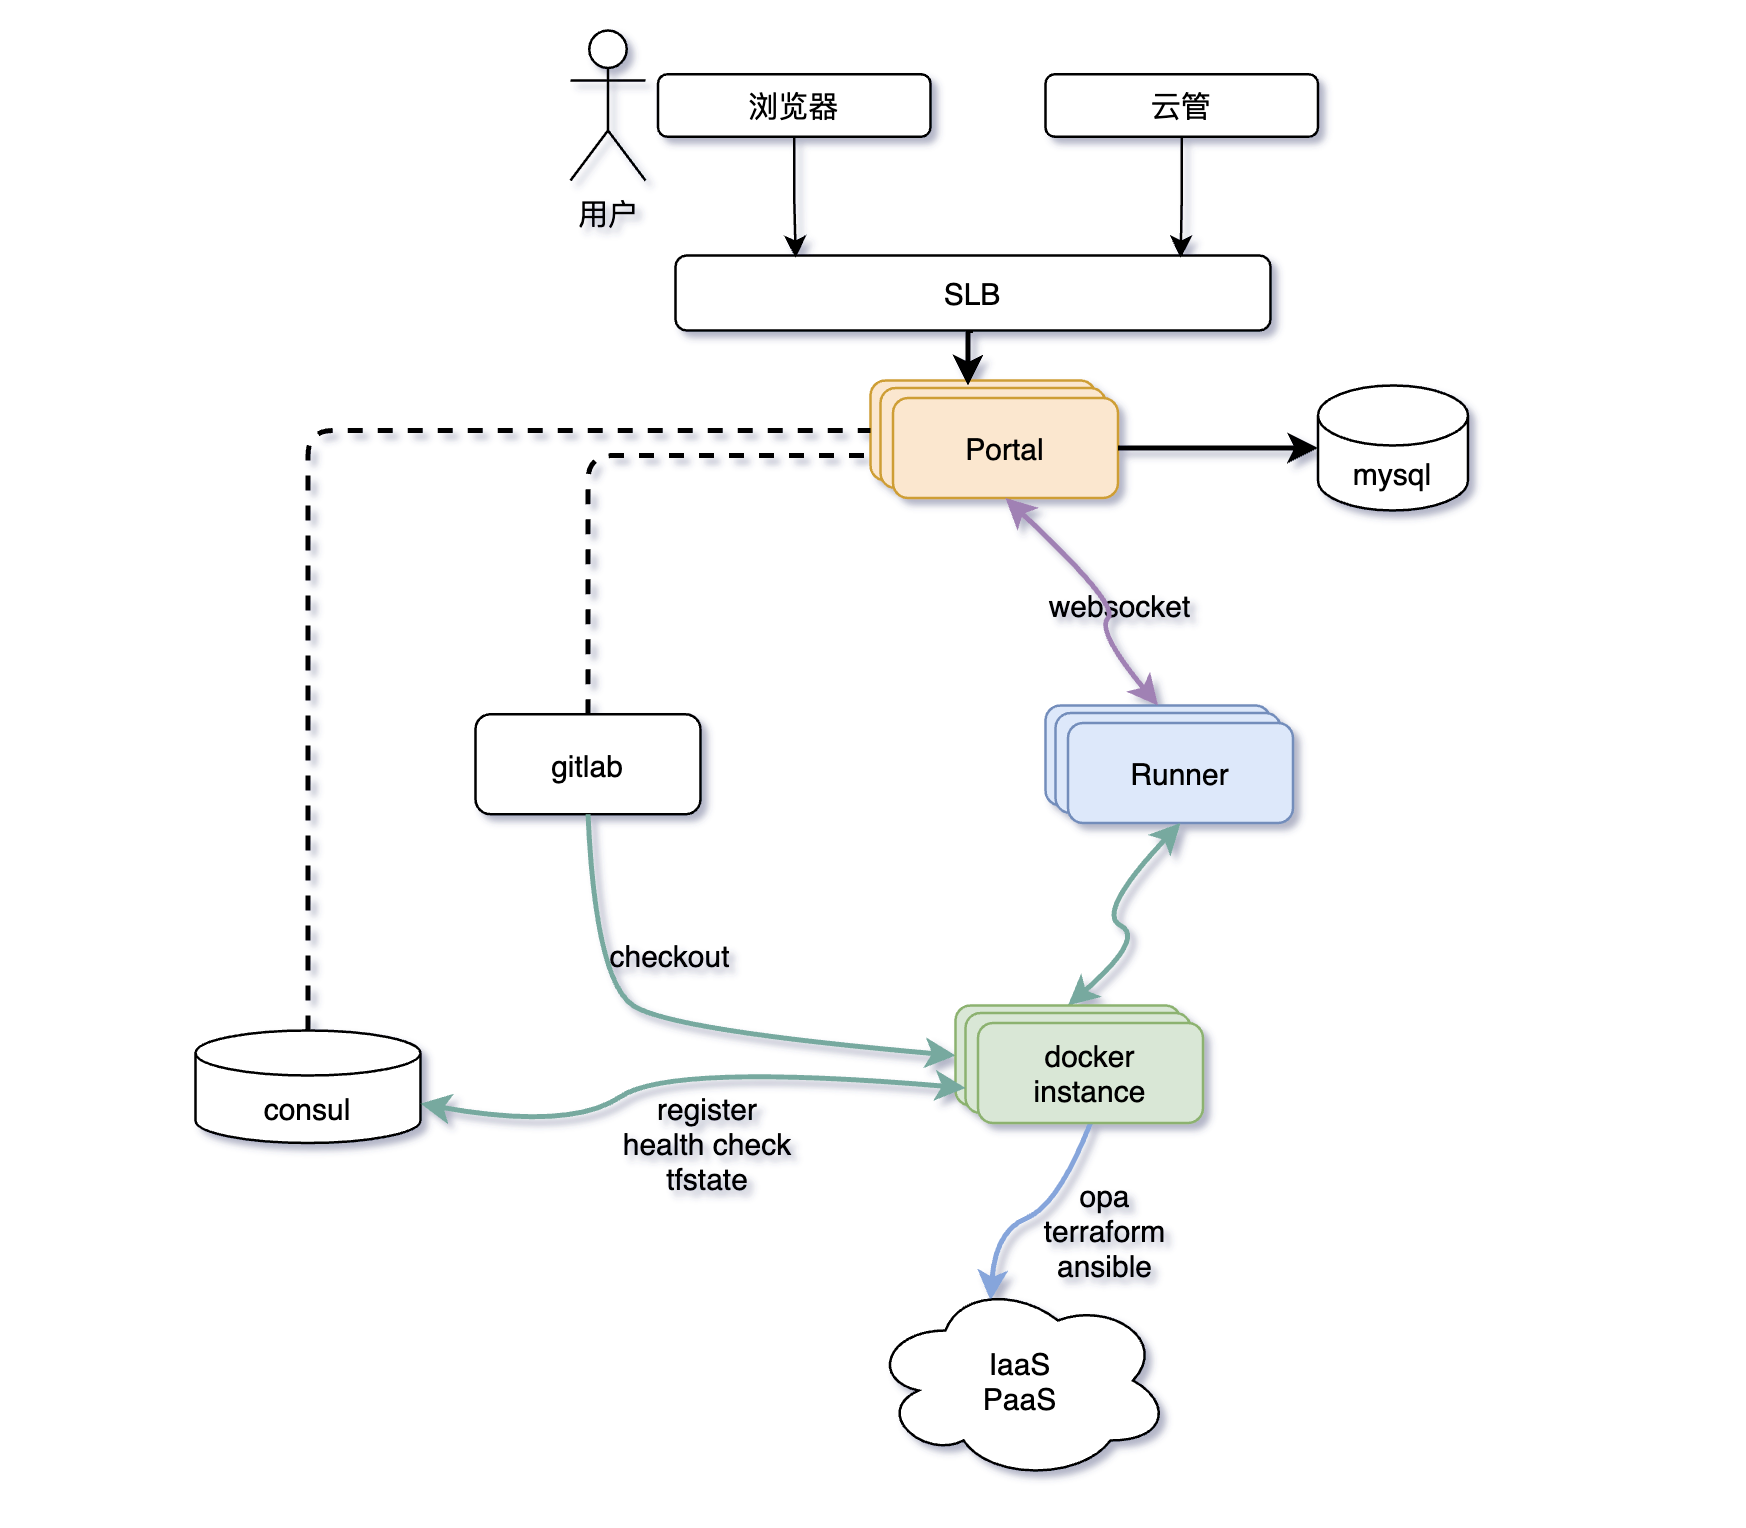 浏览器
云管
用户
SLB
Portal
mysql
websocket
gitlab
Runner
checkout
docker
instance
consul
register
health check
tfstate
opa
terraform
ansible
IaaS
PaaS